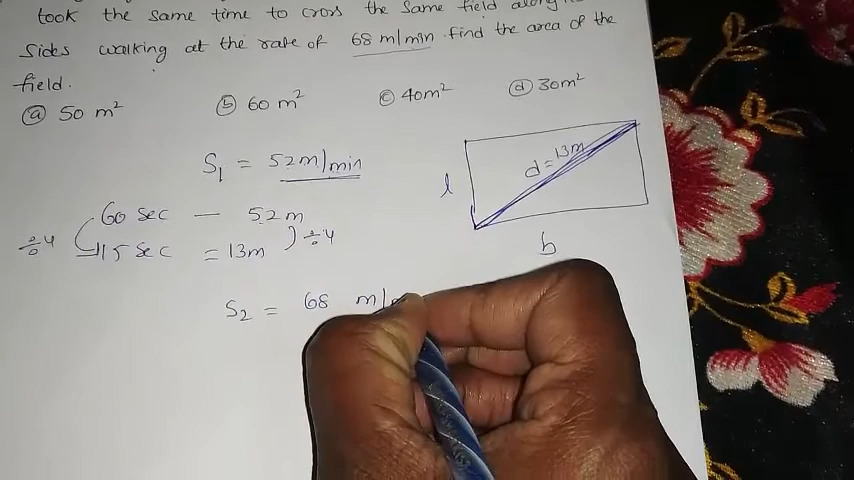 took the same time to cross the same field along
sides walking at the rate of 68 m/min. find the area of the
field.
ⓐ 50 m² ⓑ 60 m² ⓒ 40m² ⓓ 30m²
S₁ = 52m/min
d = 13m
l
60 sec — 52m
÷4 15 sec = 13m ÷4
b
S₂ = 68 m/